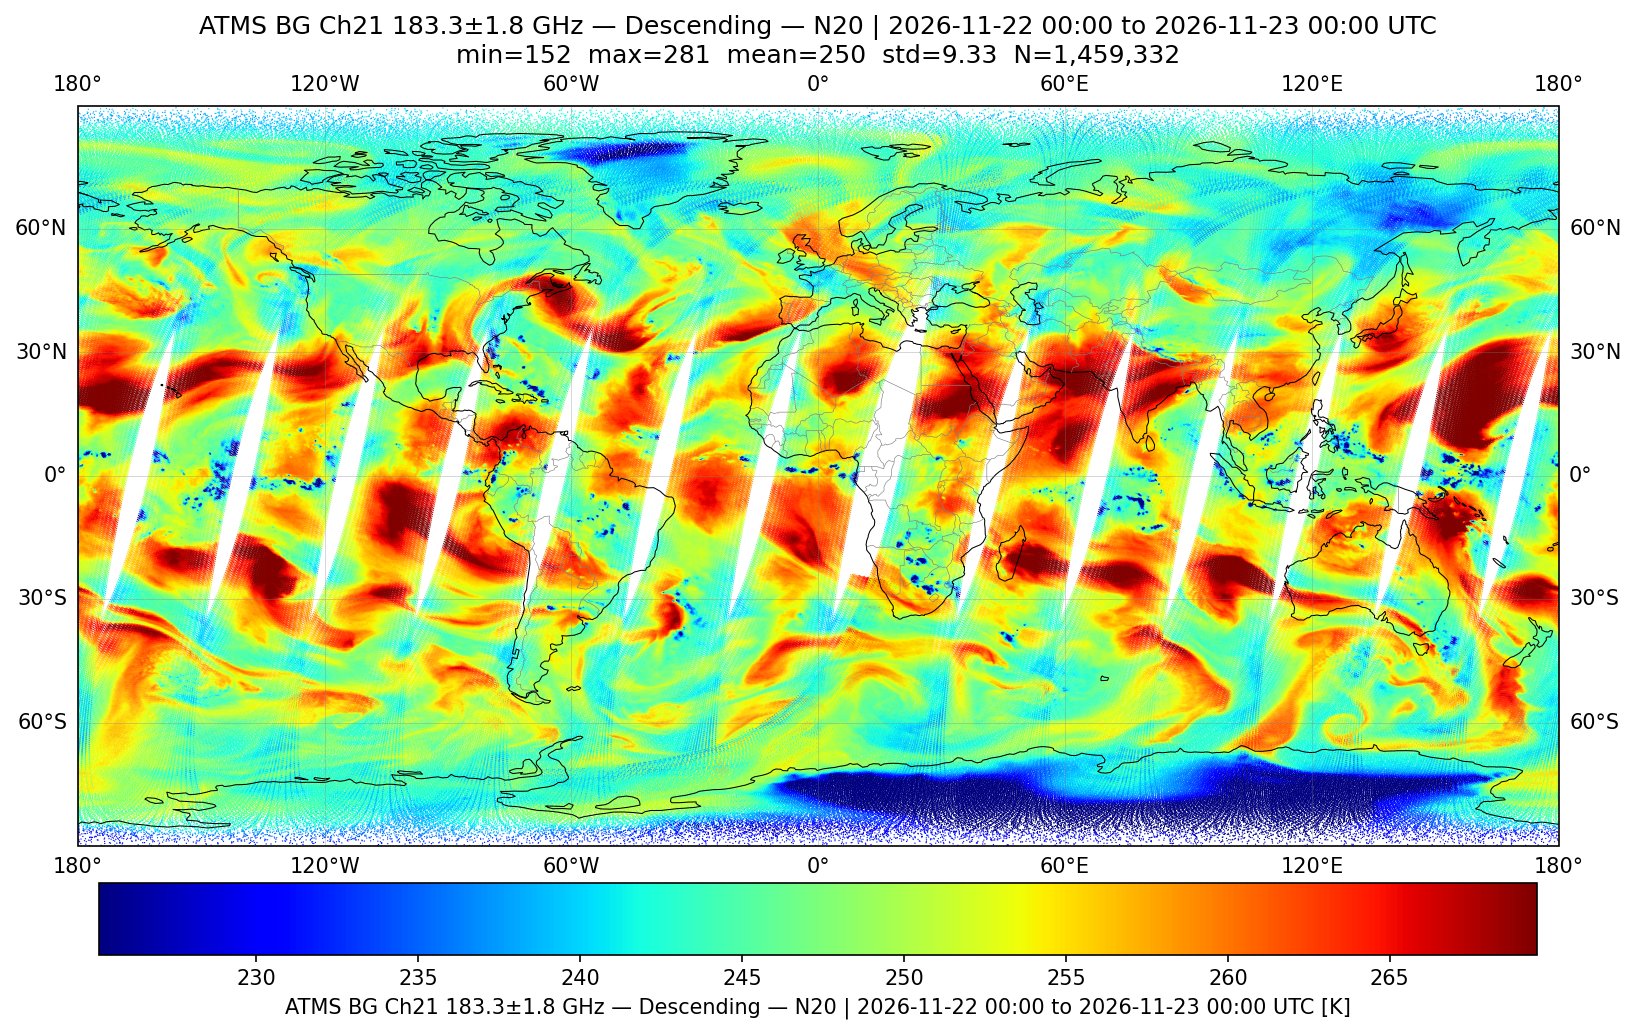 ATMS BG Ch21 183.3±1.8 GHz — Descending — N20 | 2026-11-22 00:00 to 2026-11-23 00:00 UTC
min=152 max=281 mean=250 std=9.33 N=1,459,332
180° 120°W 60°W 0° 60°E 120°E 180°
60°N 60°N
30°N 30°N
0° 0°
30°S 30°S
60°S 60°S
180° 120°W 60°W 0° 60°E 120°E 180°
230 235 240 245 250 255 260 265
ATMS BG Ch21 183.3±1.8 GHz — Descending — N20 | 2026-11-22 00:00 to 2026-11-23 00:00 UTC [K]